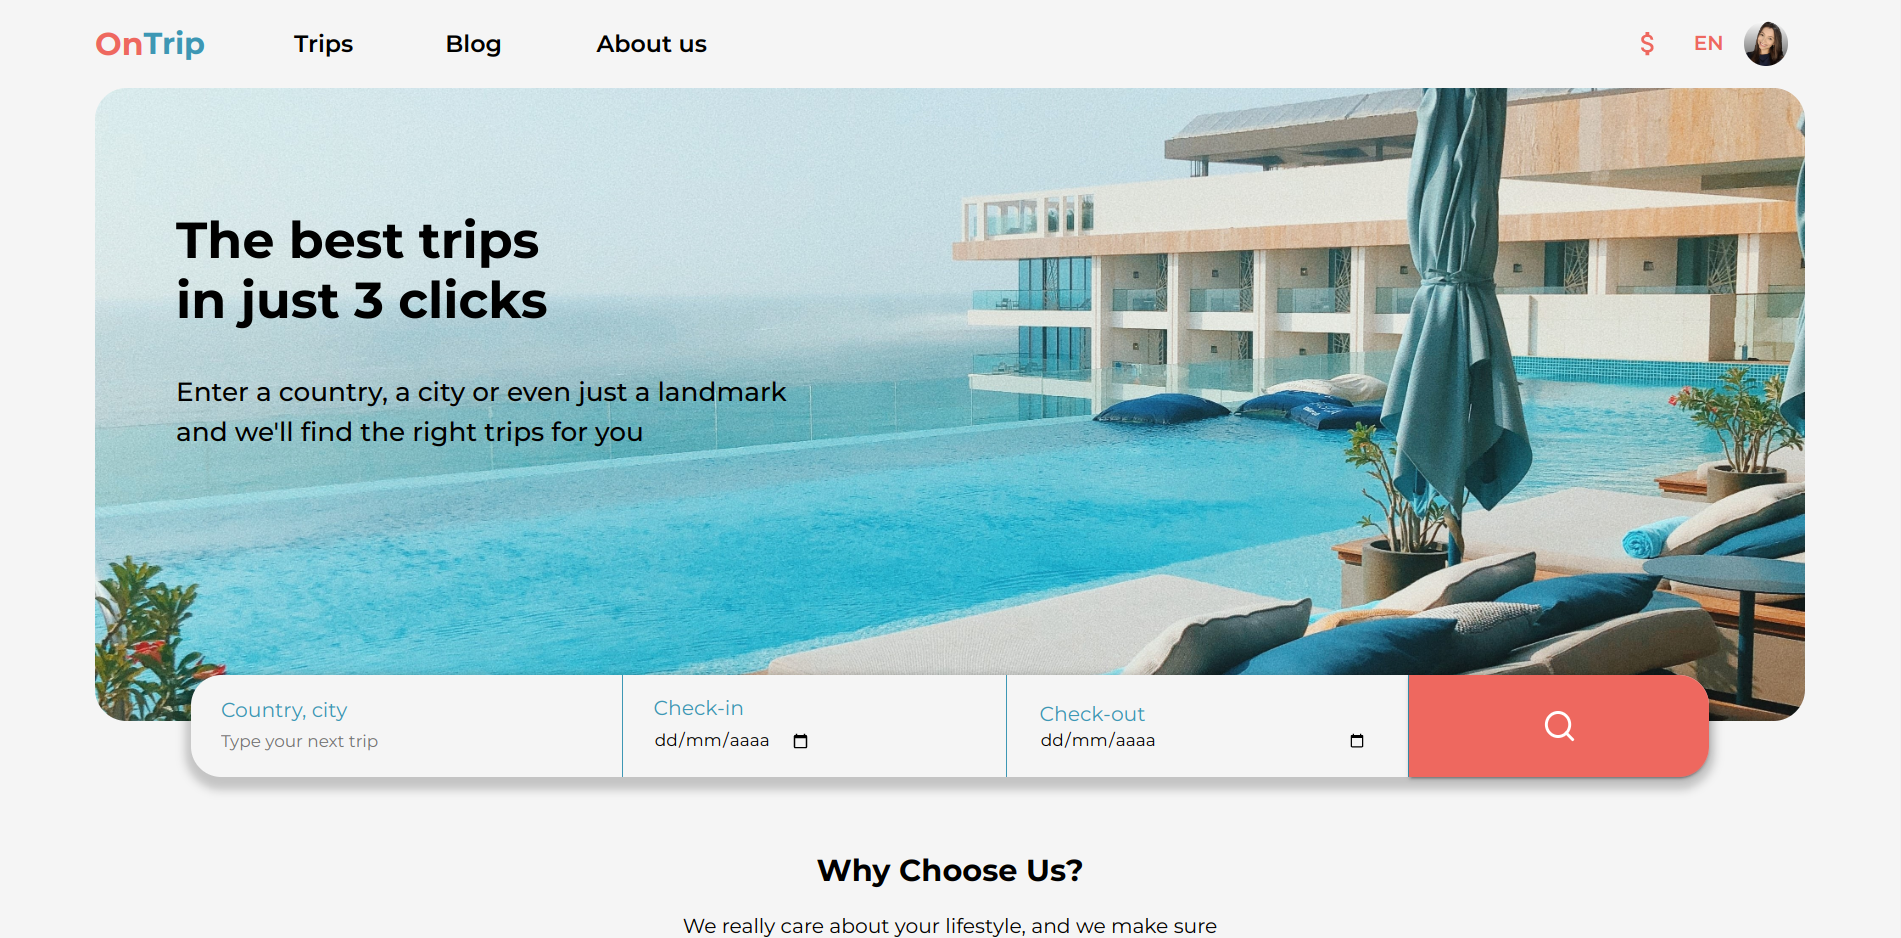 OnTrip
Trips
Blog
About us
$
EN
The best trips
in just 3 clicks
Enter a country, a city or even just a landmark
and we'll find the right trips for you
Country, city
Type your next trip
Check-in
dd/mm/aaaa
Check-out
dd/mm/aaaa
Why Choose Us?
We really care about your lifestyle, and we make sure